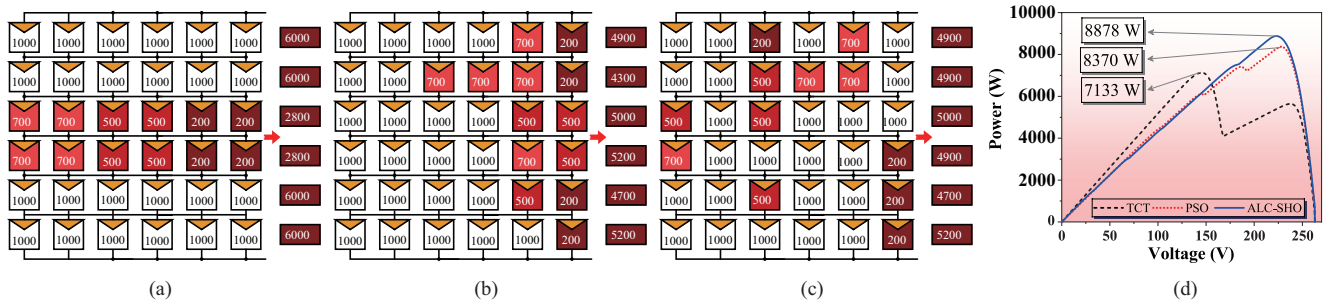 1000 1000 1000 1000 1000 1000 6000
1000 1000 1000 1000 1000 1000 6000
700 700 500 500 200 200 2800
700 700 500 500 200 200 2800
1000 1000 1000 1000 1000 1000 6000
1000 1000 1000 1000 1000 1000 6000
(a)
1000 1000 1000 1000 700 200 4900
1000 1000 700 700 700 200 4300
1000 1000 1000 1000 500 500 5000
1000 1000 1000 1000 700 500 5200
1000 1000 1000 1000 500 200 4700
1000 1000 1000 1000 1000 200 5200
(b)
1000 1000 200 1000 700 1000 4900
1000 1000 500 700 700 1000 4900
500 1000 500 1000 1000 1000 5000
700 1000 1000 1000 1000 200 4900
1000 1000 500 1000 1000 200 4700
1000 1000 1000 1000 1000 200 5200
(c)
Power (W)
10000
8000
6000
4000
2000
0
8878 W
8370 W
7133 W
TCT PSO ALC-SHO
0 50 100 150 200 250
Voltage (V)
(d)